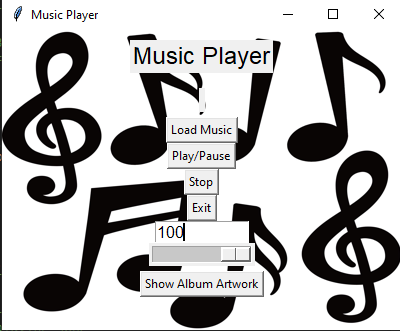 Music Player
Music Player
Load Music
Play/Pause
Stop
Exit
100
Show Album Artwork